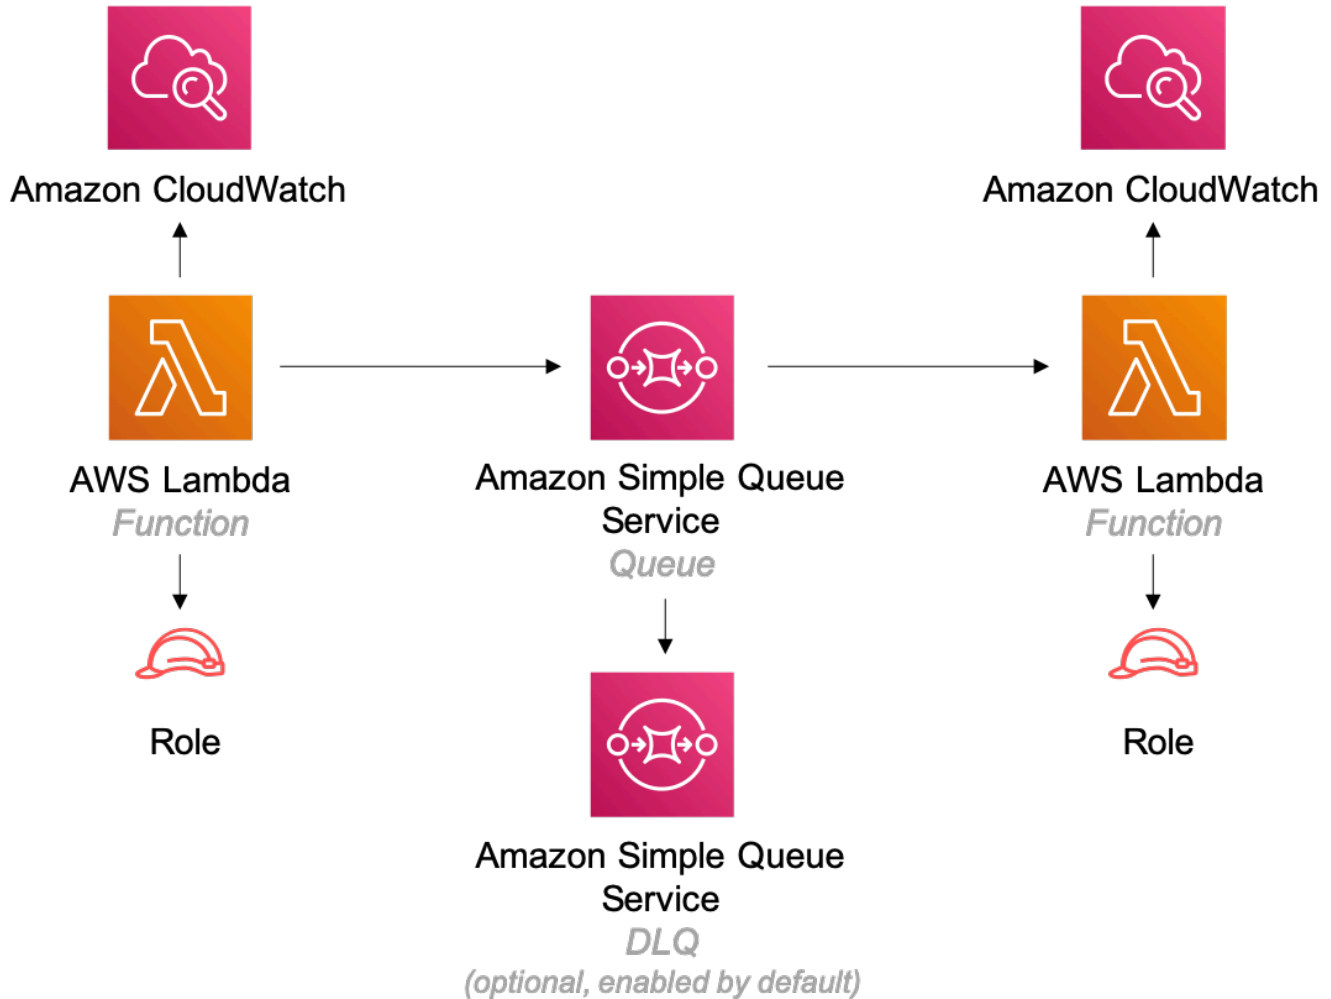 Amazon CloudWatch
Amazon CloudWatch
AWS Lambda
Function
Amazon Simple Queue
Service
Queue
AWS Lambda
Function
Role
Role
Amazon Simple Queue
Service
DLQ
(optional, enabled by default)